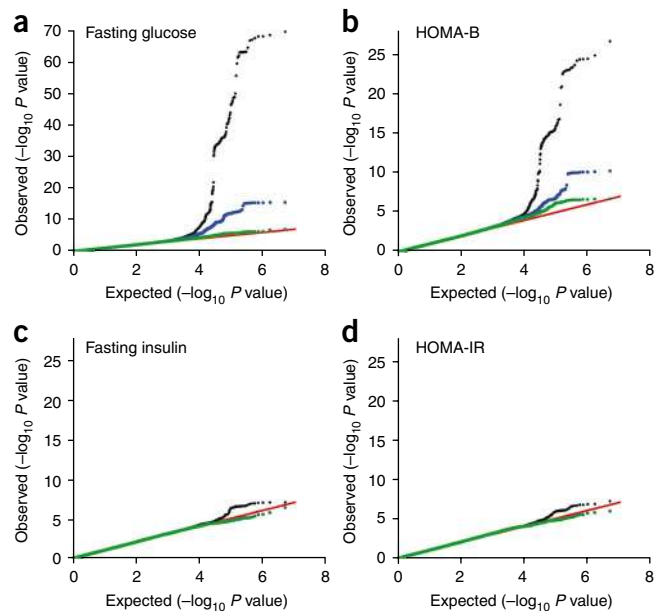 a
Fasting glucose
Observed (–log10 P value)
70
60
50
40
30
20
10
0
0 2 4 6 8
Expected (–log10 P value)
b
HOMA-B
Observed (–log10 P value)
25
20
15
10
5
0
0 2 4 6 8
Expected (–log10 P value)
c
Fasting insulin
Observed (–log10 P value)
25
20
15
10
5
0
0 2 4 6 8
Expected (–log10 P value)
d
HOMA-IR
Observed (–log10 P value)
25
20
15
10
5
0
0 2 4 6 8
Expected (–log10 P value)